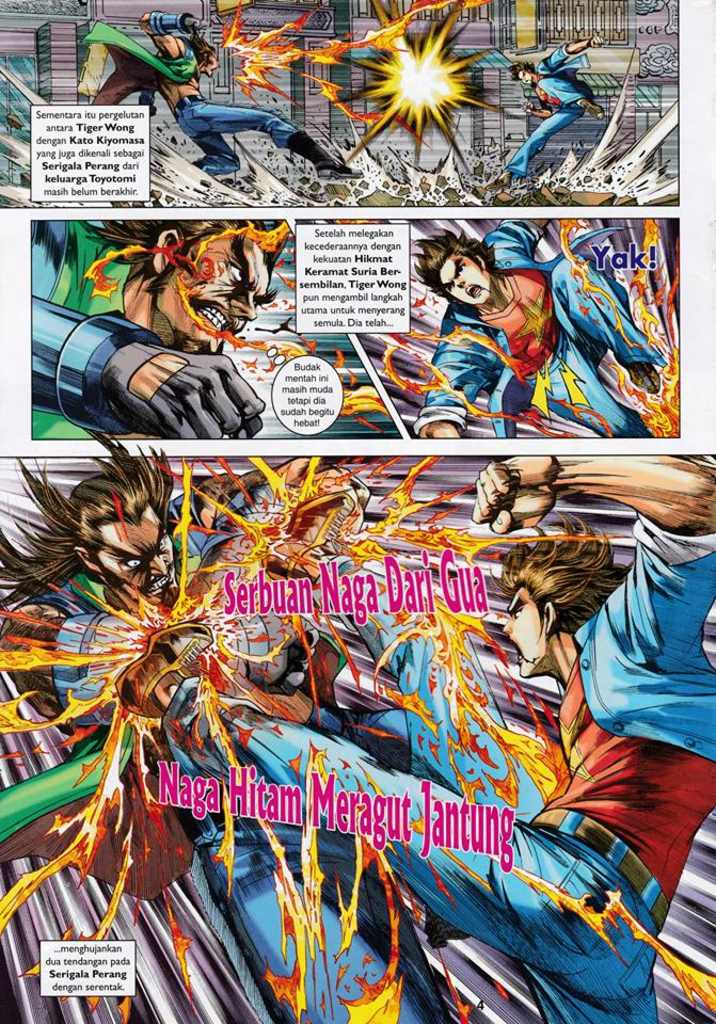 Sementara itu pergelutan
antara Tiger Wong
dengan Kato Kiyomasa
yang juga dikenali sebagai
Serigala Perang dari
keluarga Toyotomi
masih belum berakhir.
Setelah melegakan
kecederaannya dengan
kekuatan Hikmat
Keramat Suria Ber-
sembilan, Tiger Wong
pun mengambil langkah
utama untuk menyerang
semula. Dia telah...
Yak!
Budak
mentah ini
masih muda
tetapi dia
sudah begitu
hebat!
Serbuan Naga Dari Gua
Naga Hitam Meragut Jantung
...menghujankan
dua tendangan pada
Serigala Perang
dengan serentak.
4